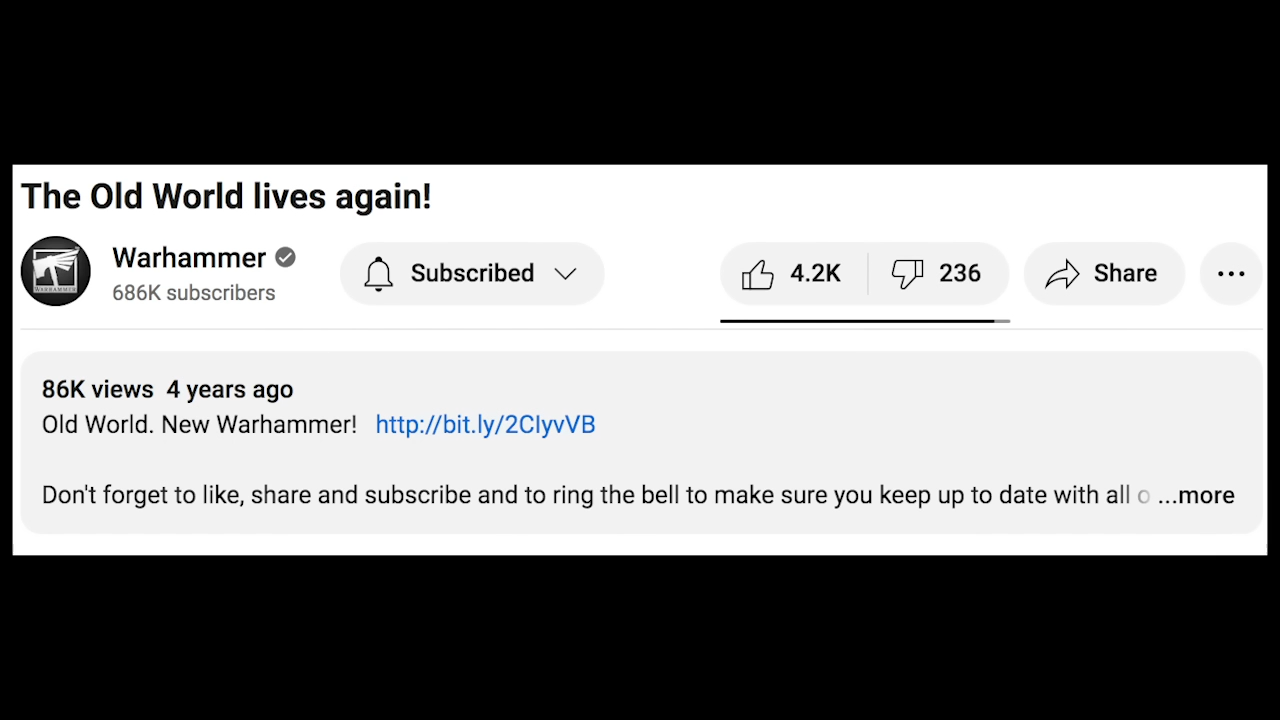 The Old World lives again!
WARHAMMER
Warhammer
686K subscribers
Subscribed
4.2K
236
Share
86K views 4 years ago
Old World. New Warhammer! http://bit.ly/2CIyvVB
Don't forget to like, share and subscribe and to ring the bell to make sure you keep up to date with all o ...more